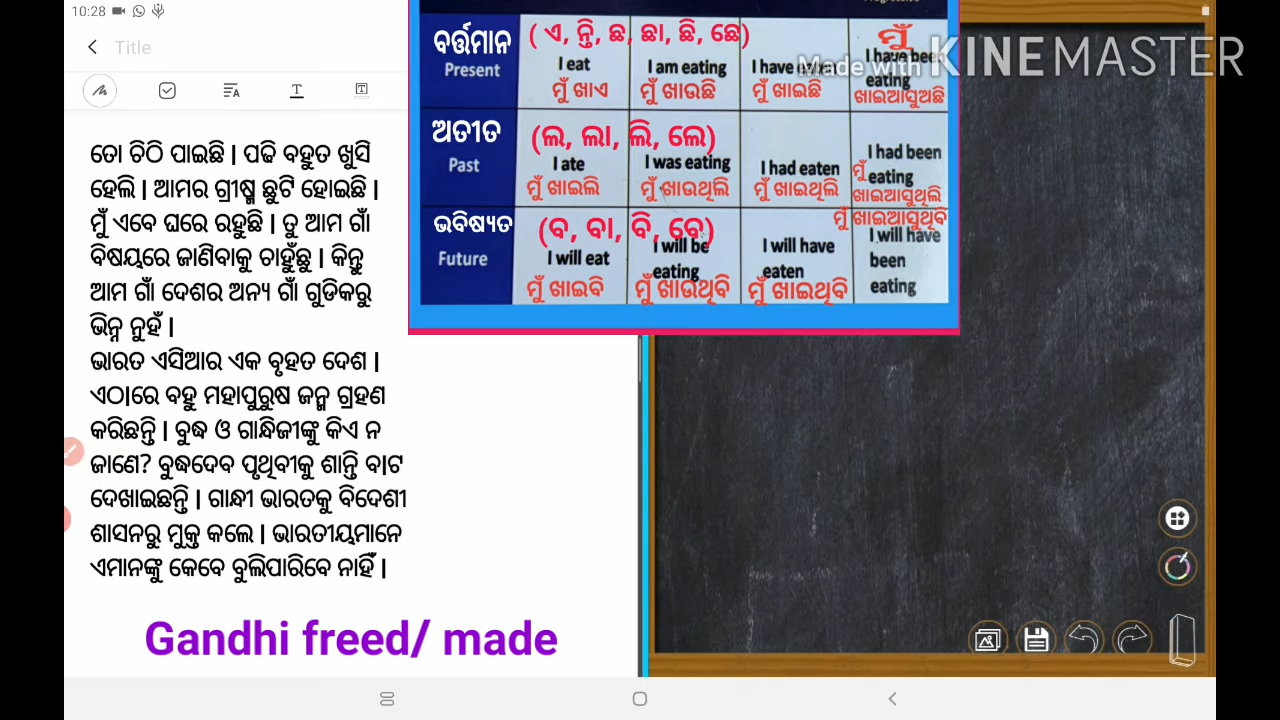 10:28
Title
ତୋ ଚିଠି ପାଇଛି | ପଢି ବହୁତ ଖୁସି
ହେଲି | ଆମର ଗ୍ରୀଷ୍ମ ଛୁଟି ହୋଇଛି |
ମୁଁ ଏବେ ଘରେ ରହୁଛି | ତୁ ଆମ ଗାଁ
ବିଷୟରେ ଜାଣିବାକୁ ଚାହୁଁଛୁ | କିନ୍ତୁ
ଆମ ଗାଁ ଦେଶର ଅନ୍ୟ ଗାଁ ଗୁଡିକରୁ
ଭିନ୍ନ ନୁହଁ |
ଭାରତ ଏସିଆର ଏକ ବୃହତ ଦେଶ |
ଏଠାରେ ବହୁ ମହାପୁରୁଷ ଜନ୍ମ ଗ୍ରହଣ
କରିଛନ୍ତି | ବୁଦ୍ଧ ଓ ଗାନ୍ଧିଜୀଙ୍କୁ କିଏ ନ
ଜାଣେ? ବୁଦ୍ଧଦେବ ପୃଥିବୀକୁ ଶାନ୍ତି ବାଟ
ଦେଖାଇଛନ୍ତି | ଗାନ୍ଧୀ ଭାରତକୁ ବିଦେଶୀ
ଶାସନରୁ ମୁକ୍ତ କଲେ | ଭାରତୀୟମାନେ
ଏମାନଙ୍କୁ କେବେ ବୁଲିପାରିବେ ନାହିଁ |
Gandhi freed/ made
ବର୍ତ୍ତମାନ
Present
( ଏ, ନ୍ତି, ଛ, ଛା, ଛି, ଛେ)
I eat
ମୁଁ ଖାଏ
I am eating
ମୁଁ ଖାଉଛି
I have
ମୁଁ ଖାଇଛି
ମୁଁ
I have been
eating
ଖାଇଆସୁଅଛି
ଅତୀତ
Past
(ଲ, ଲା, ଲି, ଲେ)
I ate
ମୁଁ ଖାଇଲି
I was eating
ମୁଁ ଖାଉଥିଲି
I had eaten
ମୁଁ ଖାଇଥିଲି
I had been
ମୁଁ eating
ଖାଇଆସୁଥିଲି
ଭବିଷ୍ୟତ
Future
(ବ, ବା, ବି, ବେ)
I will eat
ମୁଁ ଖାଇବି
I will be
eating
ମୁଁ ଖାଉଥିବି
I will have
eaten
ମୁଁ ଖାଇଥିବି
ମୁଁ ଖାଇଆସୁଥିବି
I will have
been
eating
Made with KINEMASTER